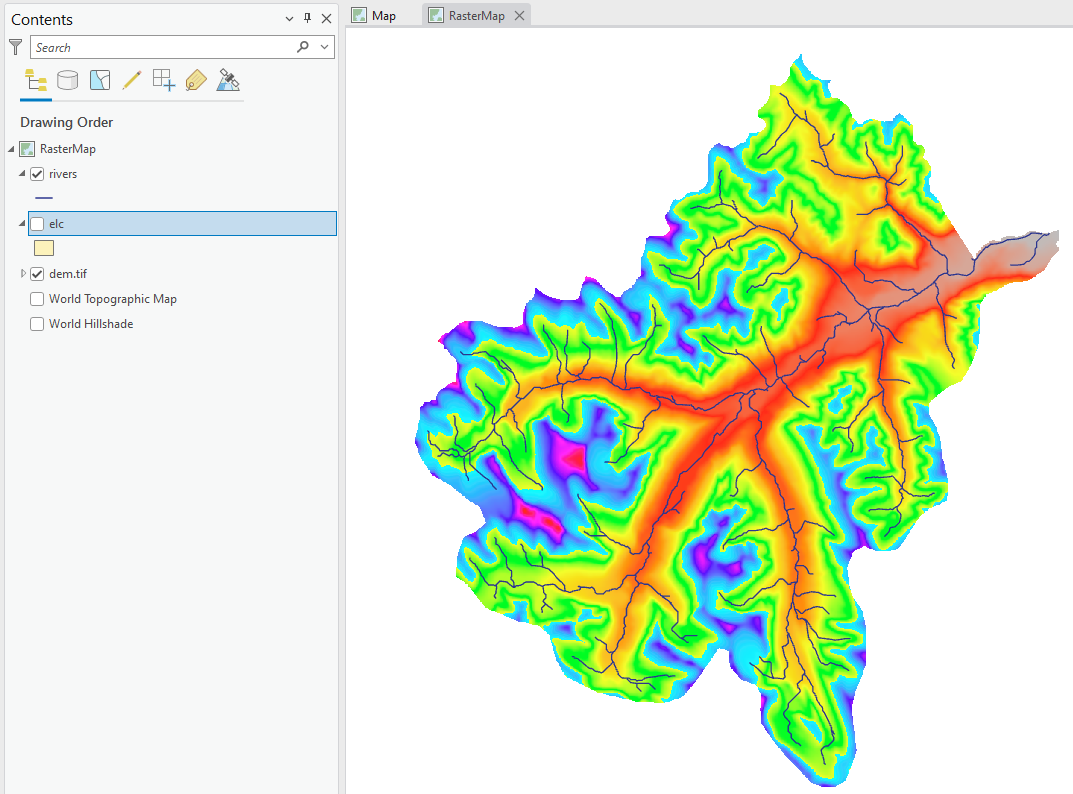 Contents
Map
RasterMap
Search
Drawing Order
RasterMap
rivers
elc
dem.tif
World Topographic Map
World Hillshade